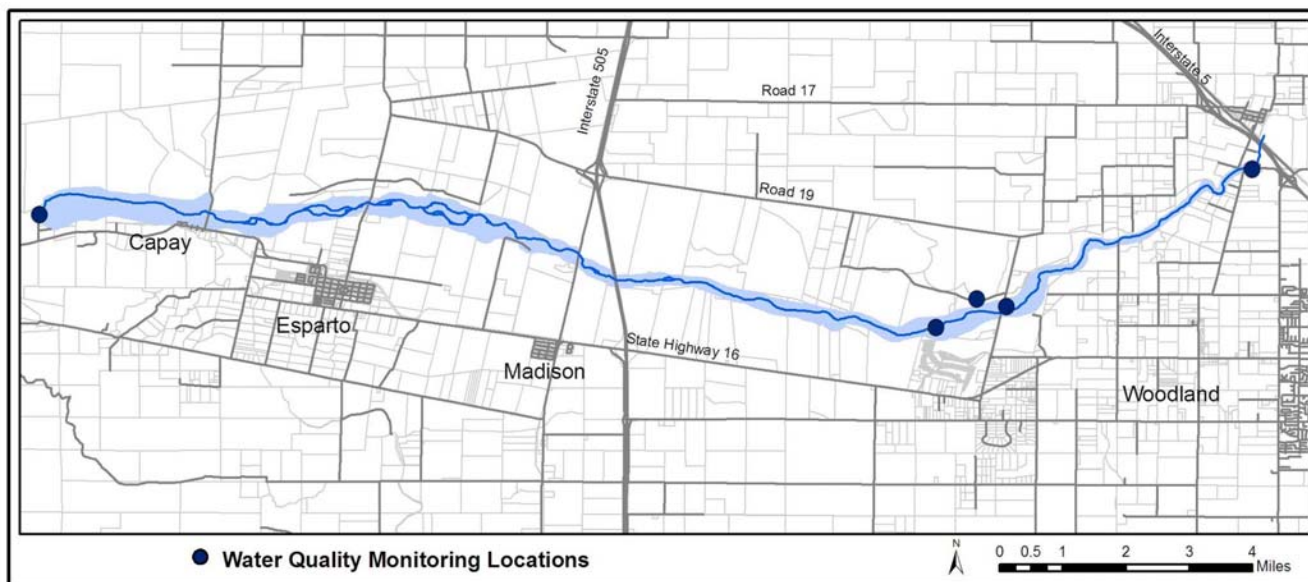 Interstate 5
Interstate 505
Road 17
Road 19
Capay
Esparto
Madison
State Highway 16
Woodland
Water Quality Monitoring Locations
N
0 0.5 1 2 3 4
Miles